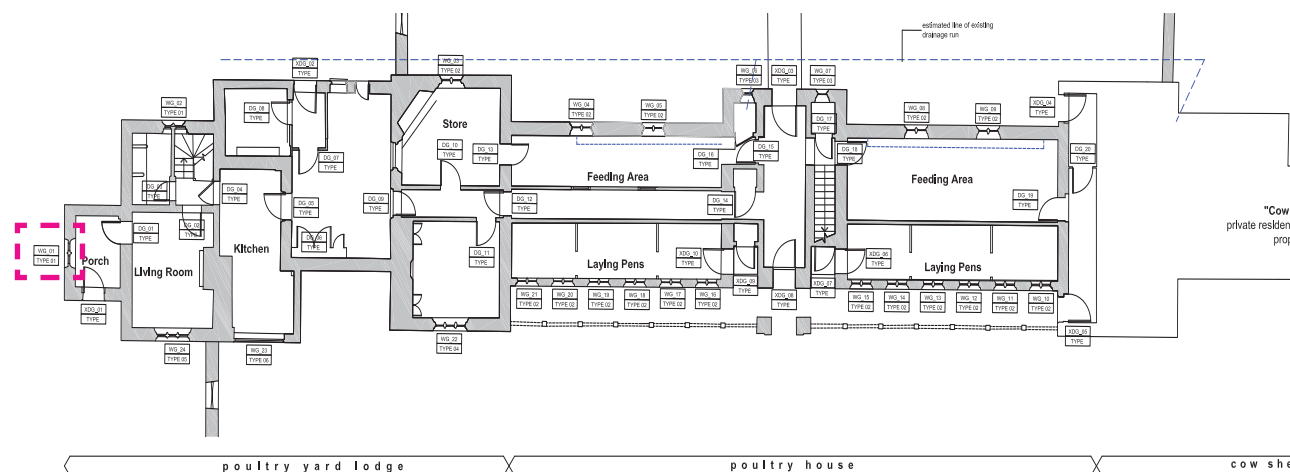 estimated line of existing
drainage run
XDG_02
TYPE
WG_03
TYPE 02
WG_06
TYPE 03
XDG_03
TYPE
WG_07
TYPE 03
WG_02
TYPE 01
DG_08
TYPE
WG_04
TYPE 02
WG_05
TYPE 02
WG_08
TYPE 02
WG_09
TYPE 02
XDG_04
TYPE
DG_17
TYPE
Store
DG_10
TYPE
DG_13
TYPE
DG_16
TYPE
DG_15
TYPE
DG_18
TYPE
DG_20
TYPE
DG_07
TYPE
DG_03
TYPE
DG_04
TYPE
Feeding Area
Feeding Area
DG_05
TYPE
DG_09
TYPE
DG_12
TYPE
DG_14
TYPE
DG_19
TYPE
"Cow
private residen
prop
WG_01
TYPE 01
DG_01
TYPE
DG_02
TYPE
DG_06
TYPE
DG_11
TYPE
XDG_10
TYPE
XDG_06
TYPE
Porch
Living Room
Kitchen
Laying Pens
Laying Pens
XDG_01
TYPE
WG_21
TYPE 02
WG_20
TYPE 02
WG_19
TYPE 02
WG_18
TYPE 02
WG_17
TYPE 02
WG_16
TYPE 02
XDG_09
TYPE
XDG_08
TYPE
XDG_07
TYPE
WG_15
TYPE 02
WG_14
TYPE 02
WG_13
TYPE 02
WG_12
TYPE 02
WG_11
TYPE 02
WG_10
TYPE 02
XDG_05
TYPE
WG_24
TYPE 05
WG_23
TYPE 06
WG_22
TYPE 04
poultry yard lodge
poultry house
cow she